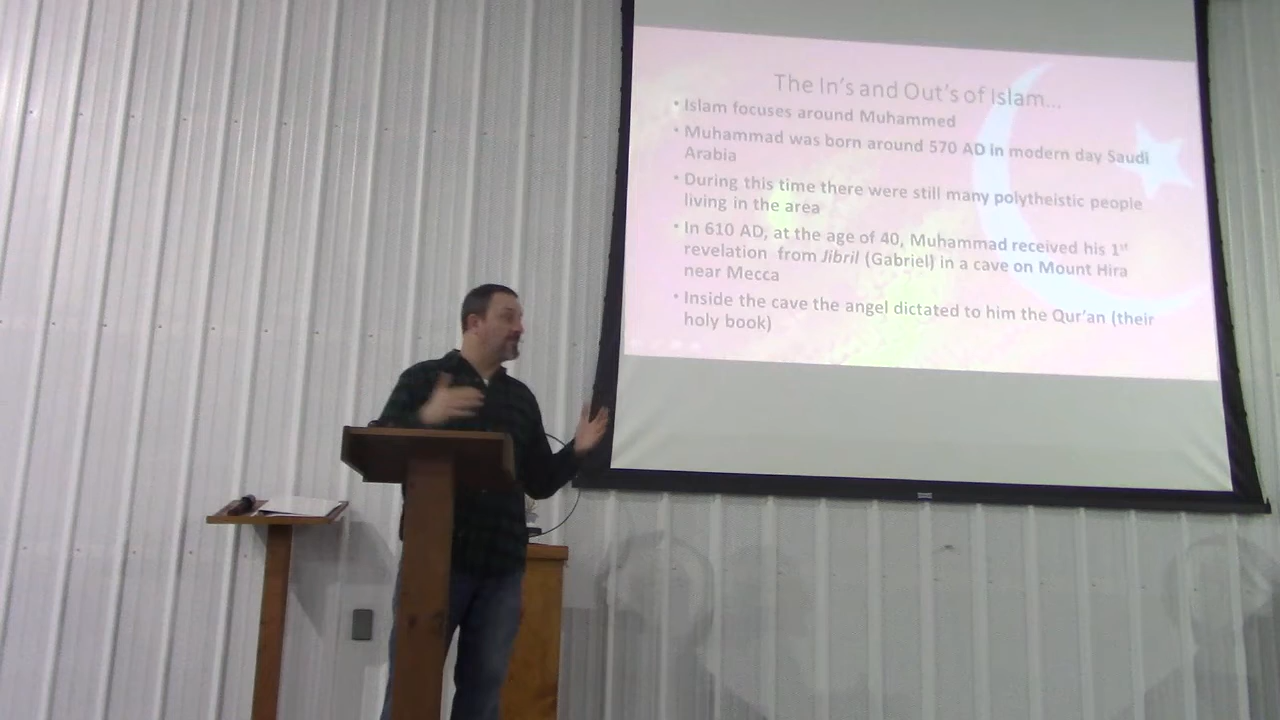 The In's and Out's of Islam...
• Islam focuses around Muhammed
• Muhammad was born around 570 AD in modern day Saudi
Arabia
• During this time there were still many polytheistic people
living in the area
• In 610 AD, at the age of 40, Muhammad received his 1st
revelation from Jibril (Gabriel) in a cave on Mount Hira
near Mecca
• Inside the cave the angel dictated to him the Qur'an (their
holy book)